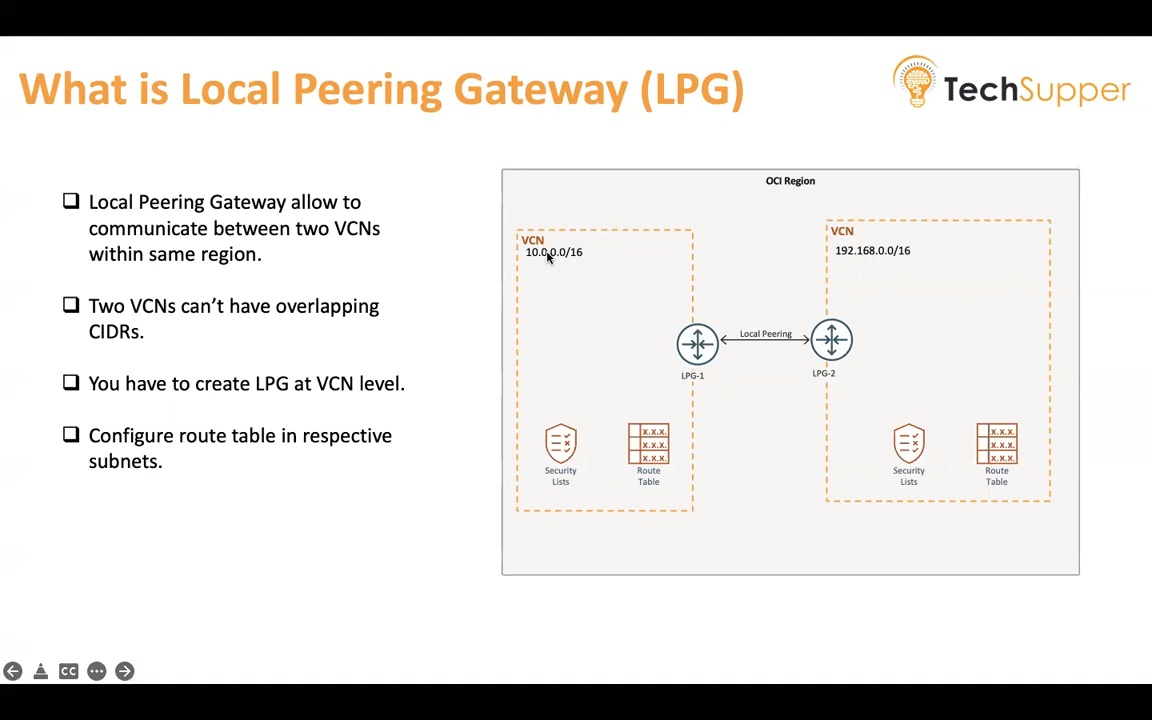 What is Local Peering Gateway (LPG)
TechSupper
Local Peering Gateway allow to
communicate between two VCNs
within same region.
Two VCNs can't have overlapping
CIDRs.
You have to create LPG at VCN level.
Configure route table in respective
subnets.
OCI Region
VCN
10.0.0.0/16
VCN
192.168.0.0/16
Local Peering
LPG-1
LPG-2
x.x.x.
x.x.x.
x.x.x.
Security
Lists
Route
Table
x.x.x.
x.x.x.
x.x.x.
Security
Lists
Route
Table
CC